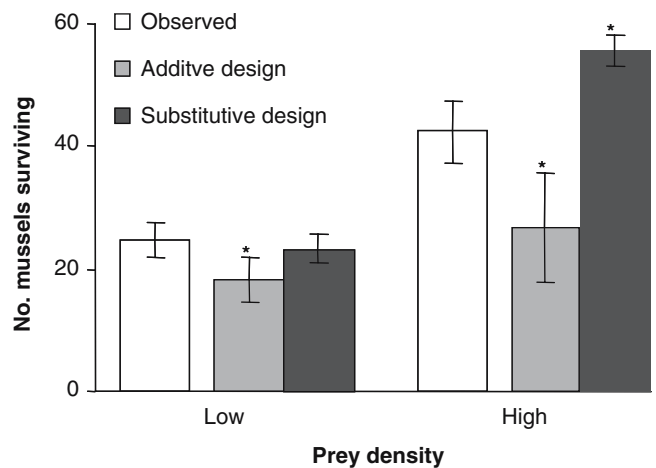 60
Observed
Additve design
Substitutive design
40
20
0
No. mussels surviving
*
*
*
Low
High
Prey density